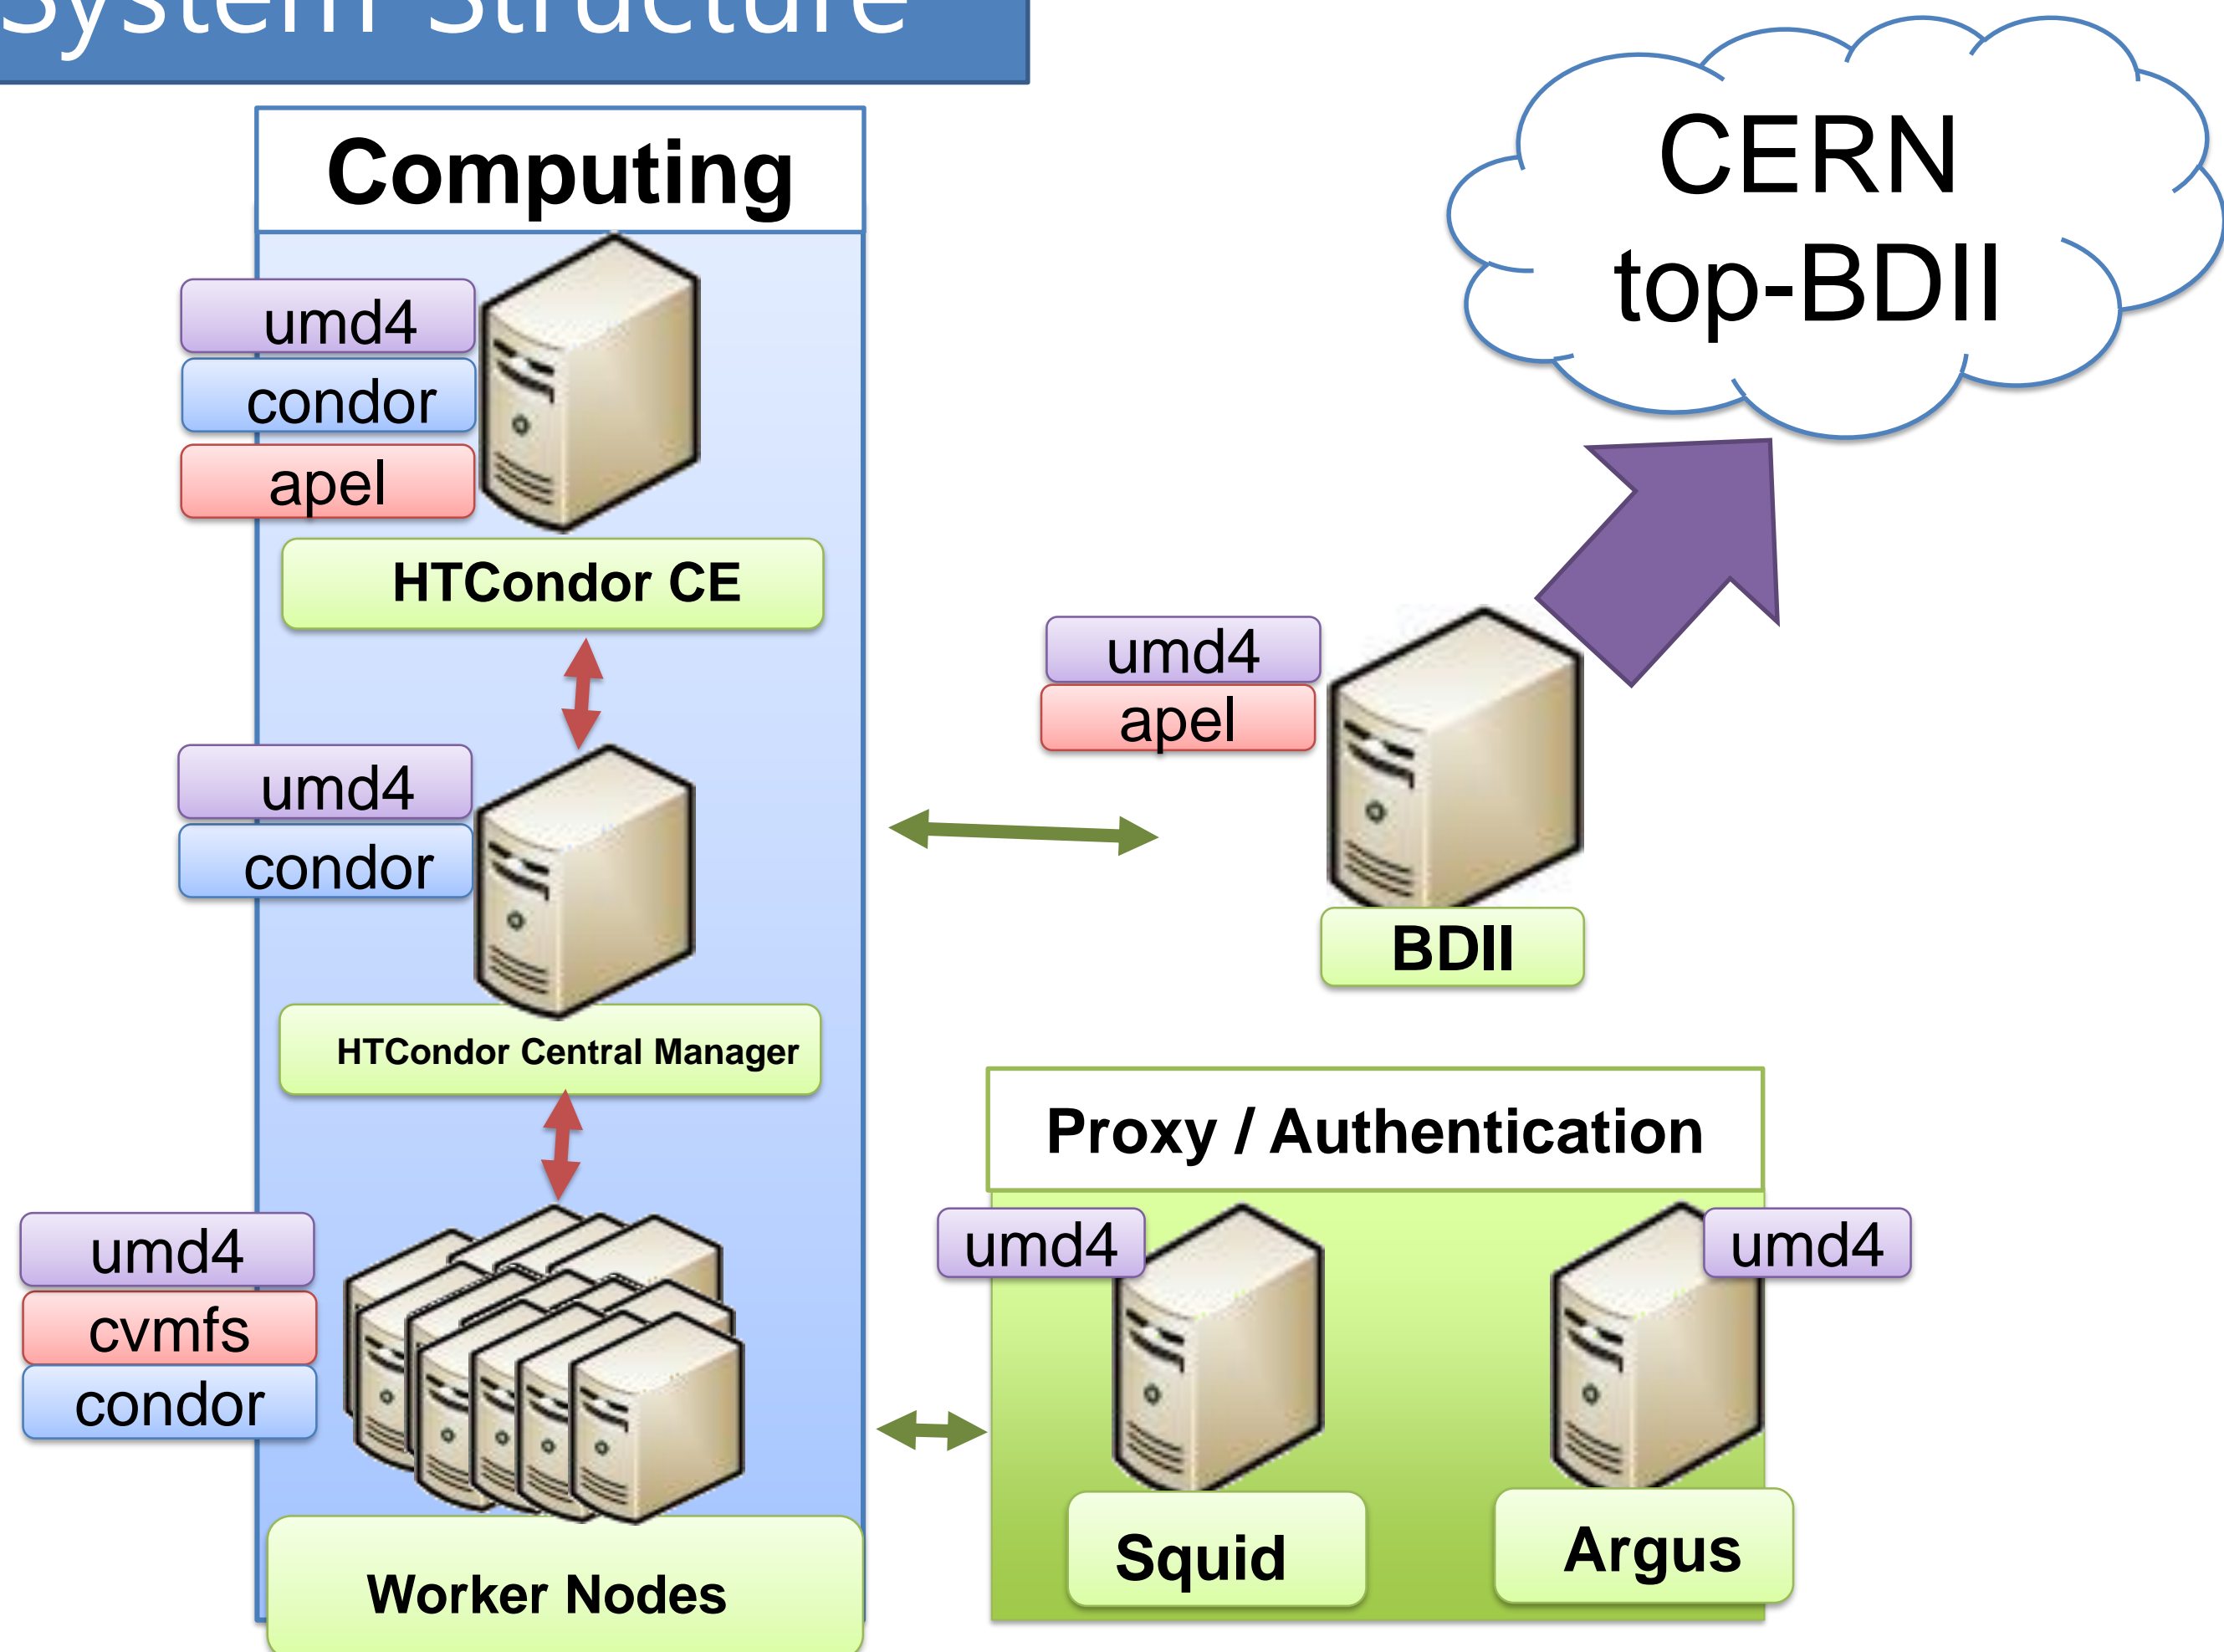 System Structure
Computing
umd4
condor
apel
HTCondor CE
umd4
condor
HTCondor Central Manager
umd4
cvmfs
condor
Worker Nodes
CERN
top-BDII
umd4
apel
BDII
Proxy / Authentication
umd4
umd4
Squid
Argus